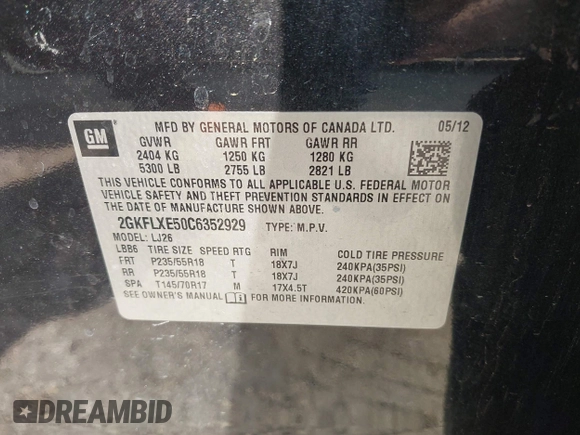 GM
MFD BY GENERAL MOTORS OF CANADA LTD. 05/12
GVWR GAWR FRT GAWR RR
2404 KG 1250 KG 1280 KG
5300 LB 2755 LB 2821 LB
THIS VEHICLE CONFORMS TO ALL APPLICABLE U.S. FEDERAL MOTOR
VEHICLE SAFETY AND THEFT PREVENTION STANDARDS IN EFFECT ON
THE DATE OF MANUFACTURE SHOWN ABOVE.
2GKFLXE50C6352929 TYPE: M.P.V.
MODEL: LJ26
LBB6 TIRE SIZE SPEED RTG RIM COLD TIRE PRESSURE
FRT P235/55R18 T 18X7J 240KPA(35PSI)
RR P235/55R18 T 18X7J 240KPA(35PSI)
SPA T145/70R17 M 17X4.5T 420KPA(60PSI)
SEE OWNER'S MANUAL FOR MORE INFORMATION.
DREAMBID